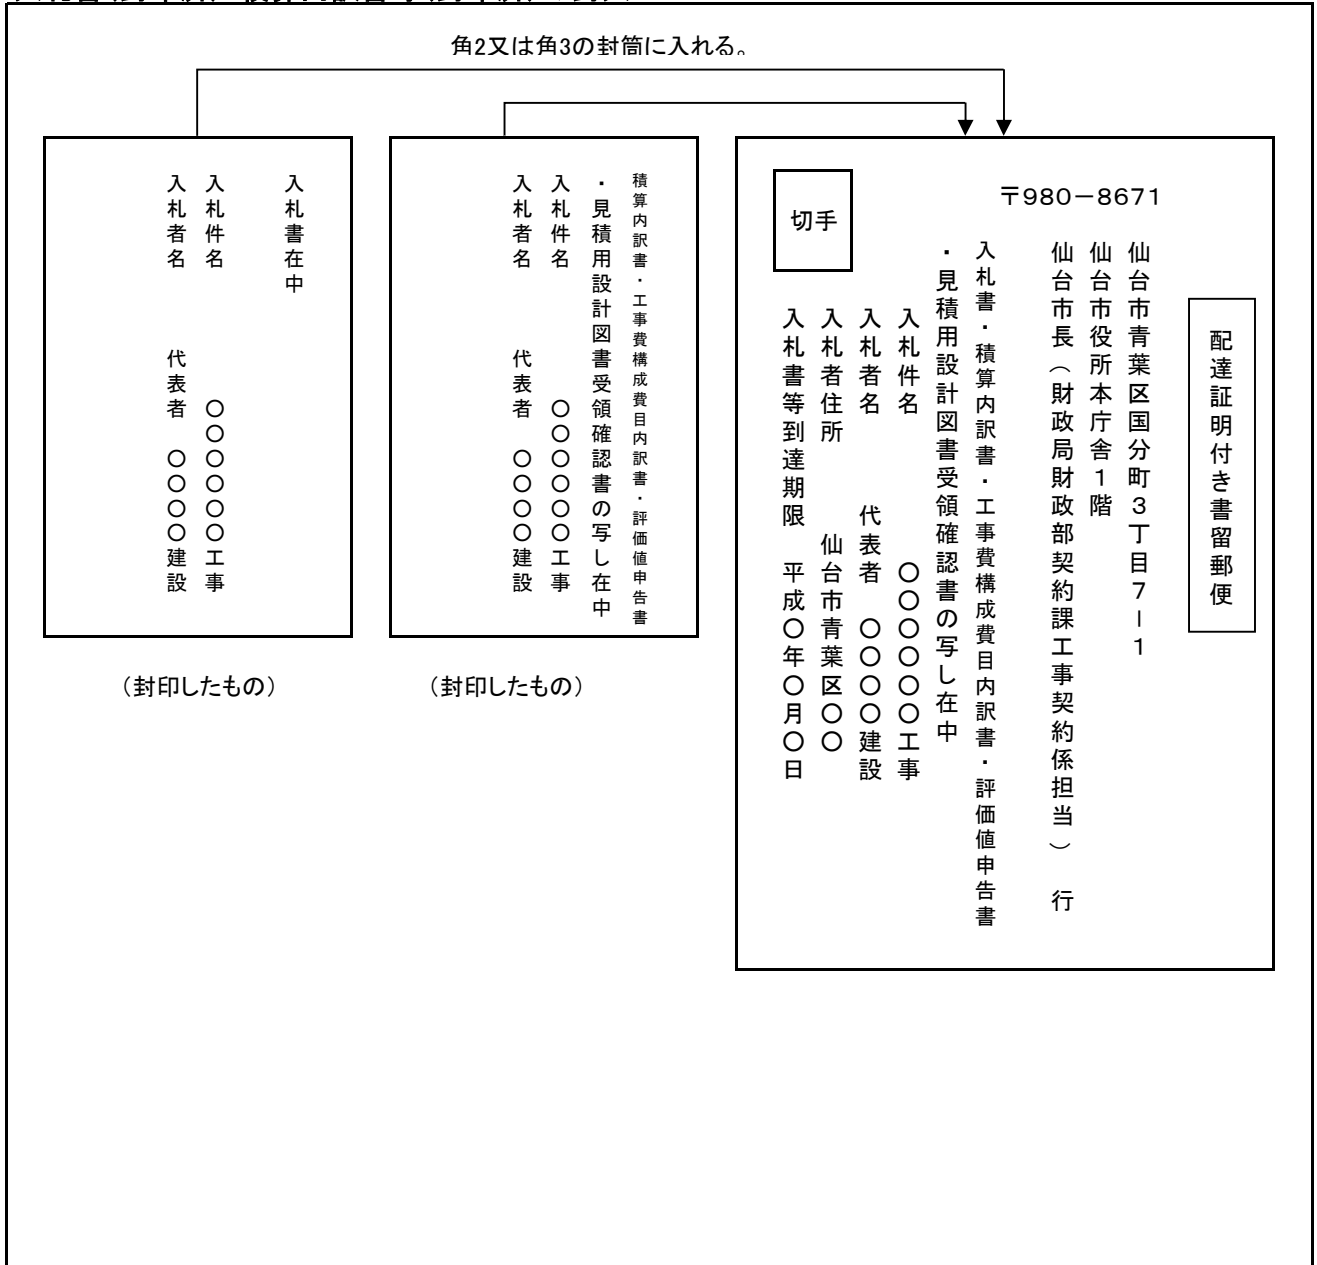 角2又は角3の封筒に入れる。
入札書在中
入札件名　　　○○○○○○工事
入札者名　　　代表者　○○○○建設
（封印したもの）
積算内訳書・工事費構成費目内訳書・評価値申告書
・見積用設計図書受領確認書の写し在中
入札件名　　　○○○○○○工事
入札者名　　　代表者　○○○○建設
（封印したもの）
切手
〒980－8671
配達証明付き書留郵便
仙台市青葉区国分町３丁目７－１
仙台市役所本庁舎１階
仙台市長（財政局財政部契約課工事契約係担当）　行
入札書・積算内訳書・工事費構成費目内訳書・評価値申告書
・見積用設計図書受領確認書の写し在中
入札件名　　　○○○○○○工事
入札者名　　　代表者　○○○○建設
入札者住所　　　仙台市青葉区○○
入札書等到達期限　平成○年○月○日